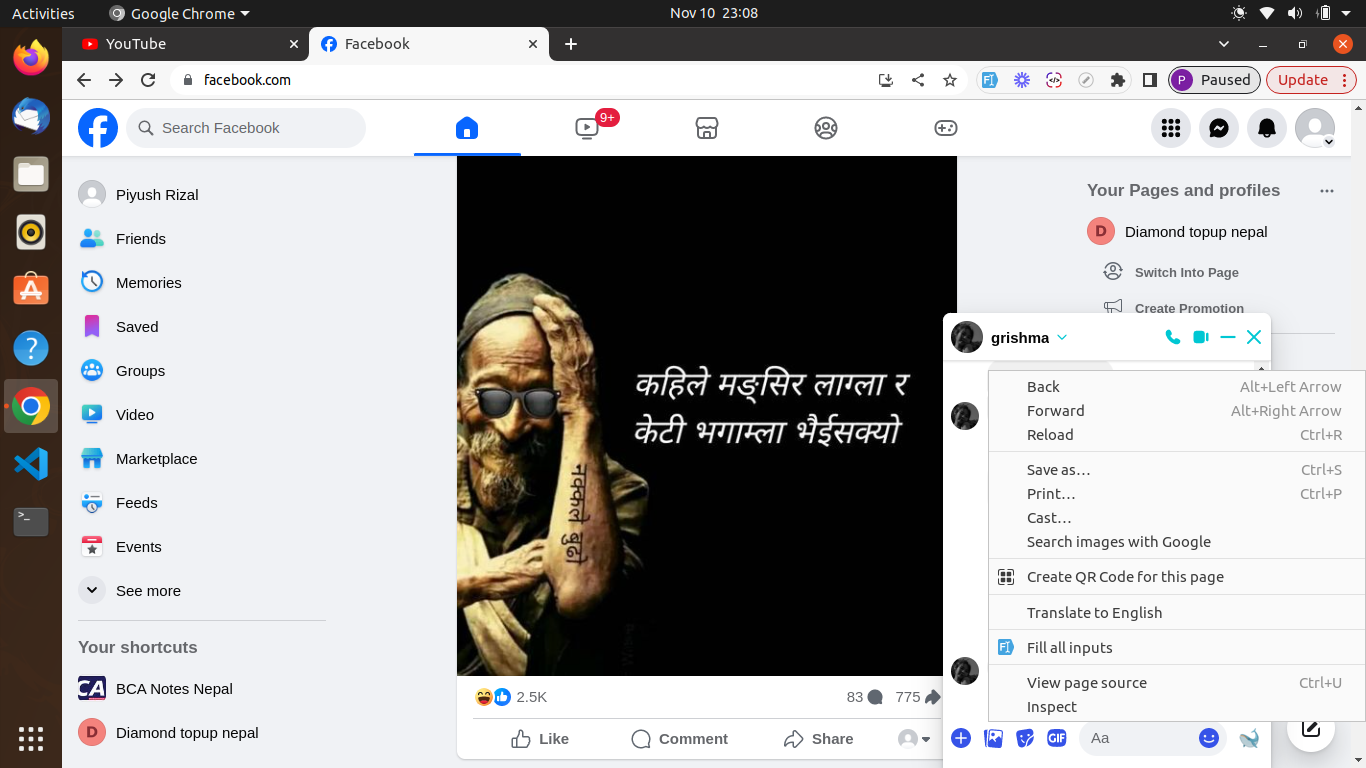 Activities
Google Chrome
Nov 10 23:08
YouTube
Facebook
facebook.com
P
Paused
Update
Search Facebook
9+
Piyush Rizal
Friends
Memories
Saved
Groups
Video
Marketplace
Feeds
Events
See more
Your shortcuts
CA
BCA Notes Nepal
D
Diamond topup nepal
कहिले मङ्सिर लाग्ला र
केटी भगाम्ला भैईसक्यो
नक्कले बुढो
2.5K
83
775
Like
Comment
Share
Your Pages and profiles
D
Diamond topup nepal
Switch Into Page
Create Promotion
grishma
Back Alt+Left Arrow
Forward Alt+Right Arrow
Reload Ctrl+R
Save as... Ctrl+S
Print... Ctrl+P
Cast...
Search images with Google
Create QR Code for this page
Translate to English
Fill all inputs
View page source Ctrl+U
Inspect
GIF
Aa